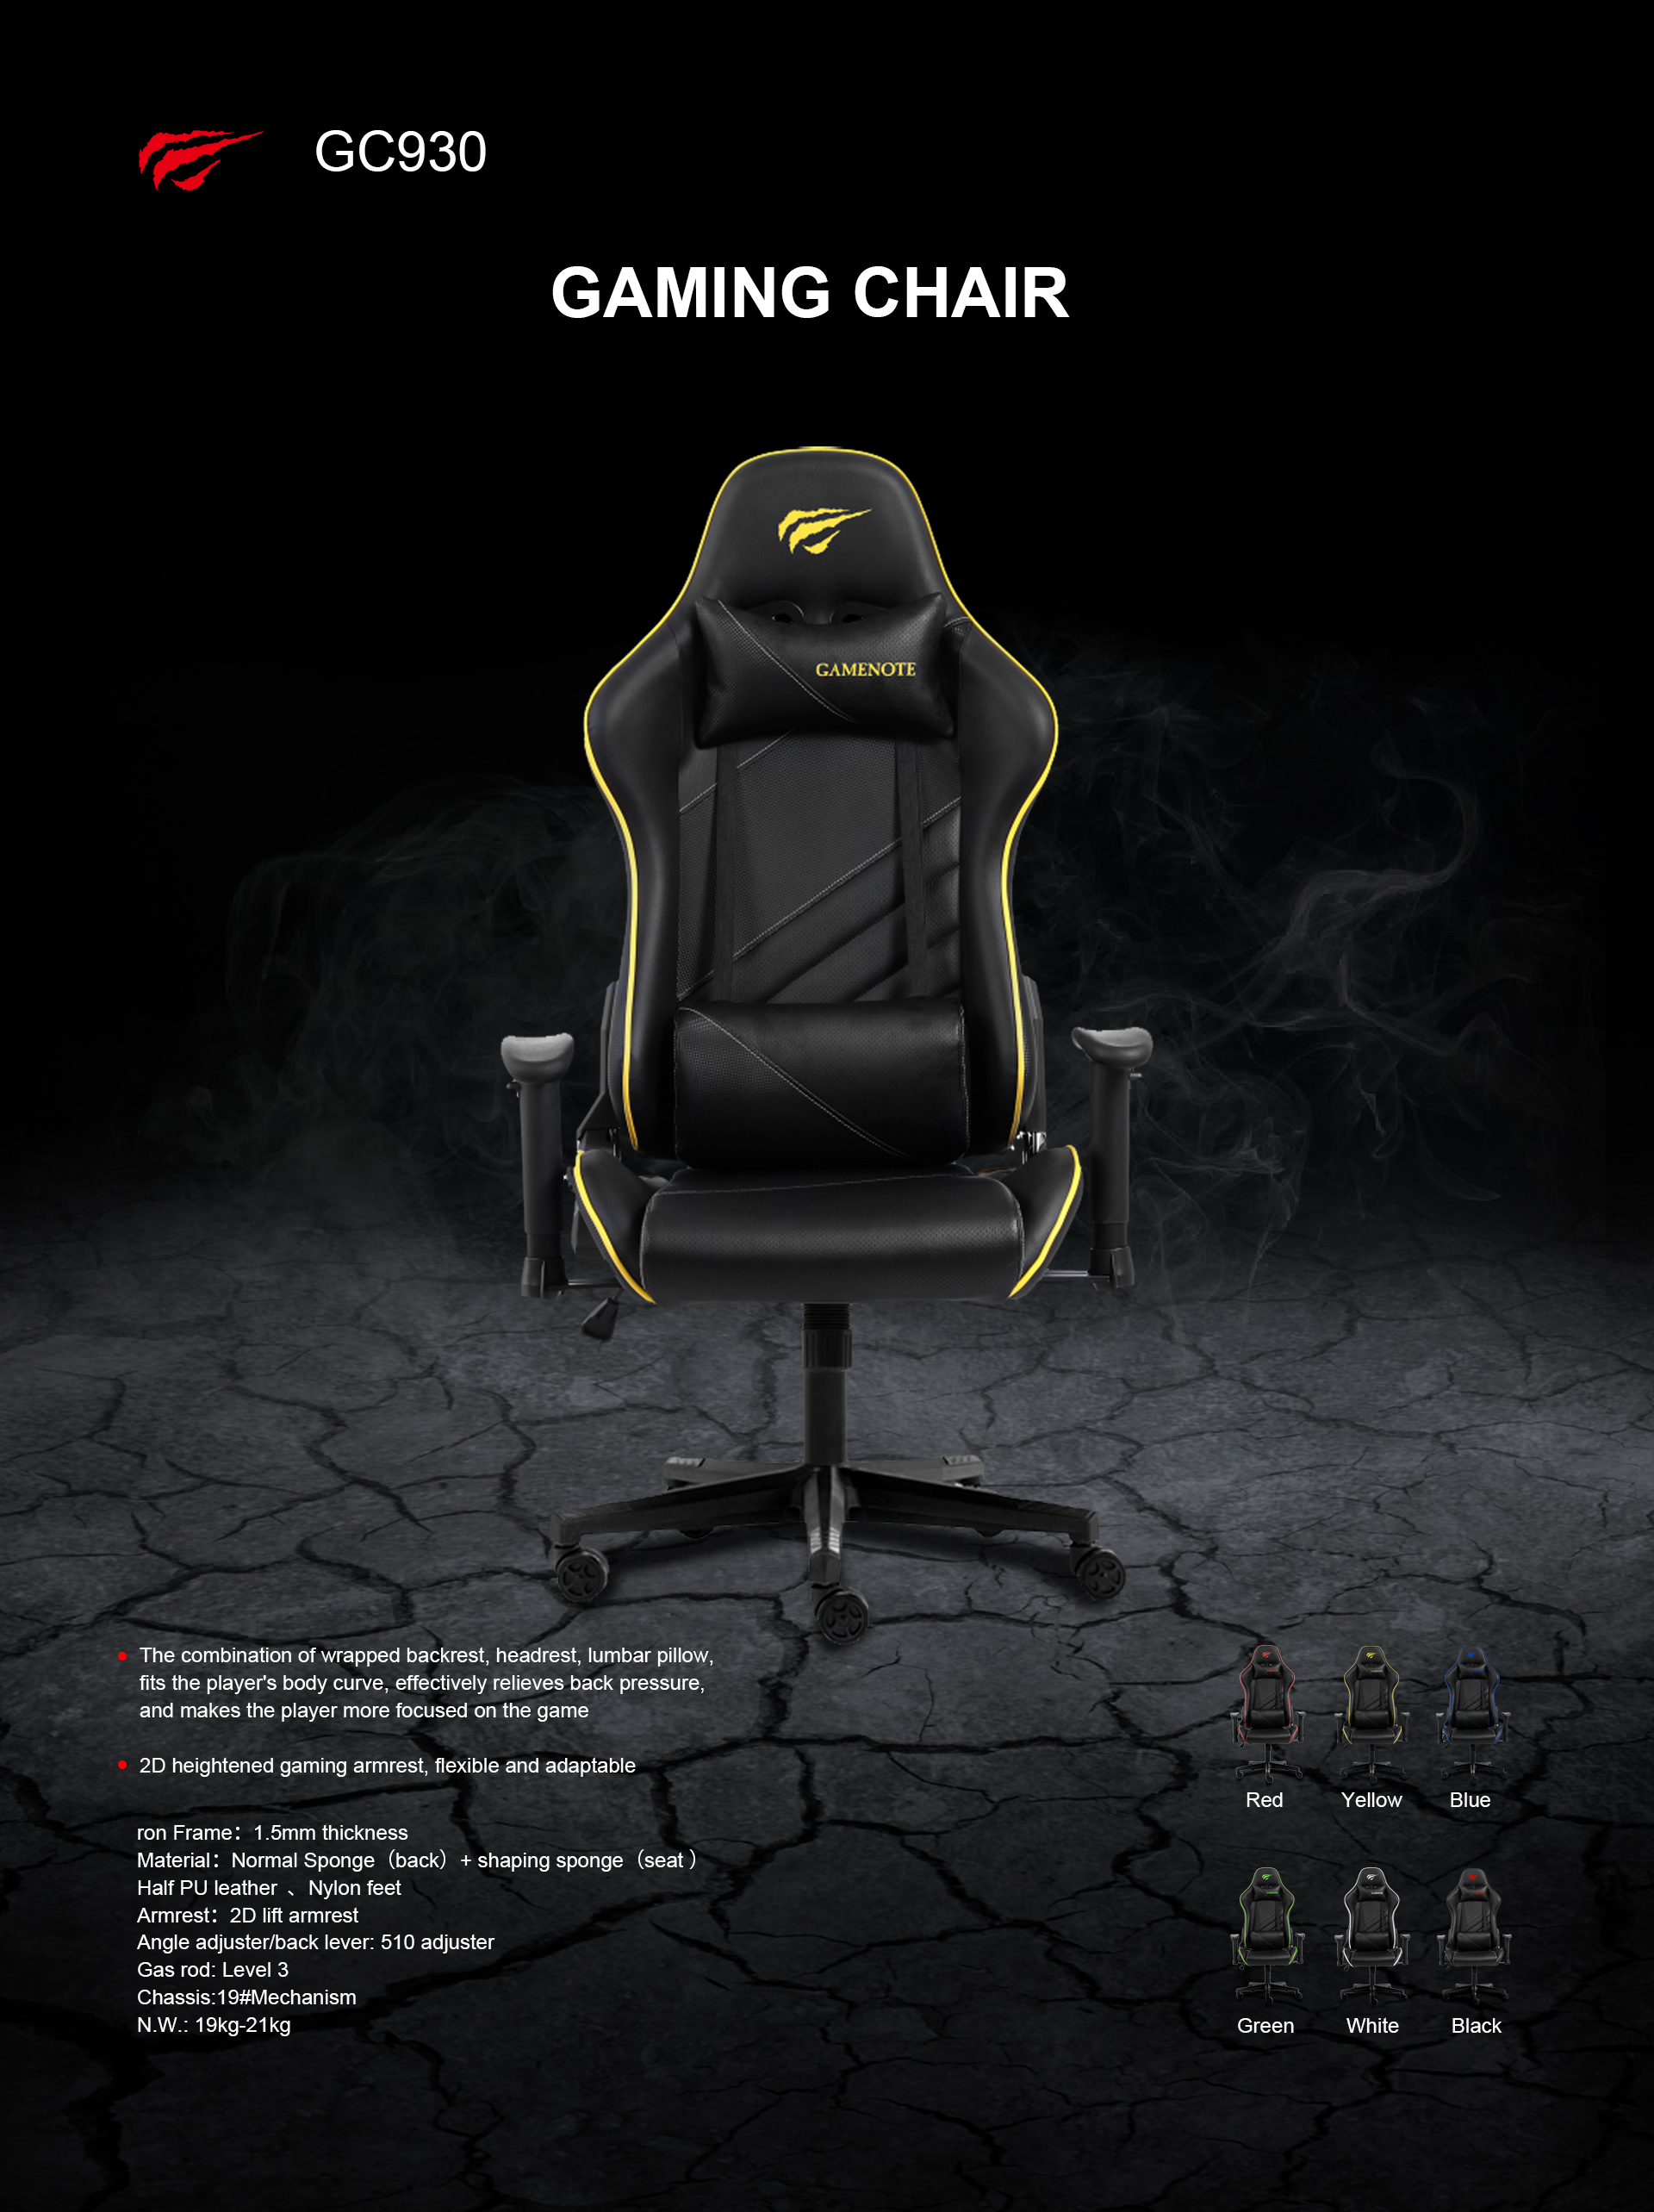 GC930
GAMING CHAIR
GAMENOTE
The combination of wrapped backrest, headrest, lumbar pillow,
fits the player's body curve, effectively relieves back pressure,
and makes the player more focused on the game
2D heightened gaming armrest, flexible and adaptable
ron Frame：1.5mm thickness
Material：Normal Sponge（back）+ shaping sponge（seat ）
Half PU leather 、Nylon feet
Armrest：2D lift armrest
Angle adjuster/back lever: 510 adjuster
Gas rod: Level 3
Chassis:19#Mechanism
N.W.: 19kg-21kg
Red Yellow Blue
Green White Black